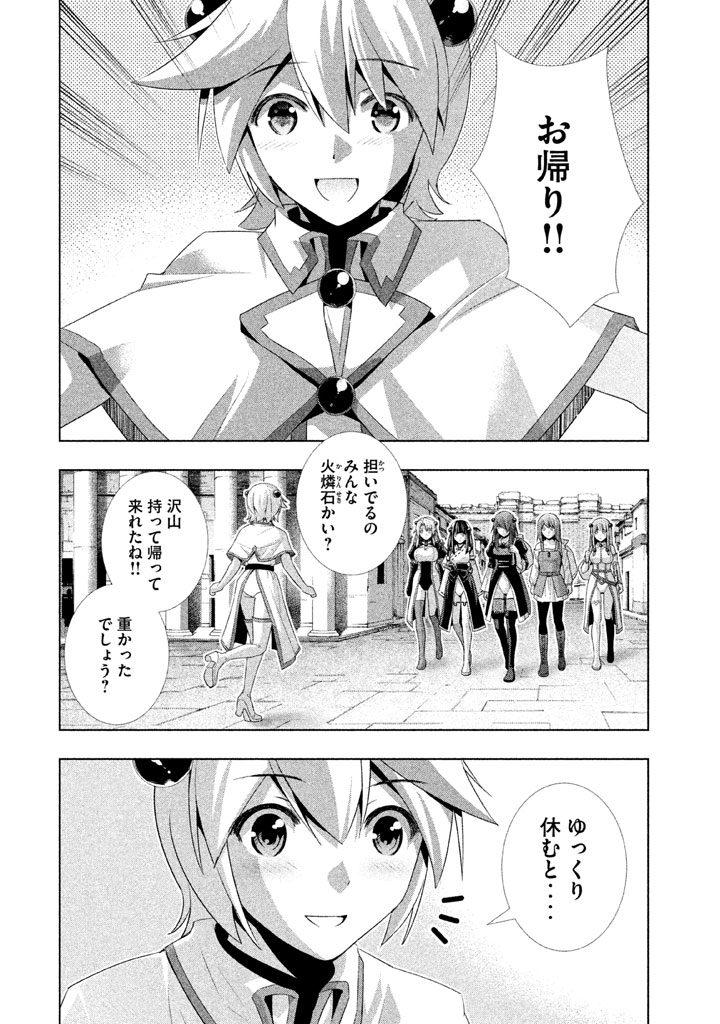 お帰り!!
担いでるの
みんな
火燐石かい?
沢山
持って帰って
来れたね!!
重かった
でしょう?
ゆっくり
休むと‥‥